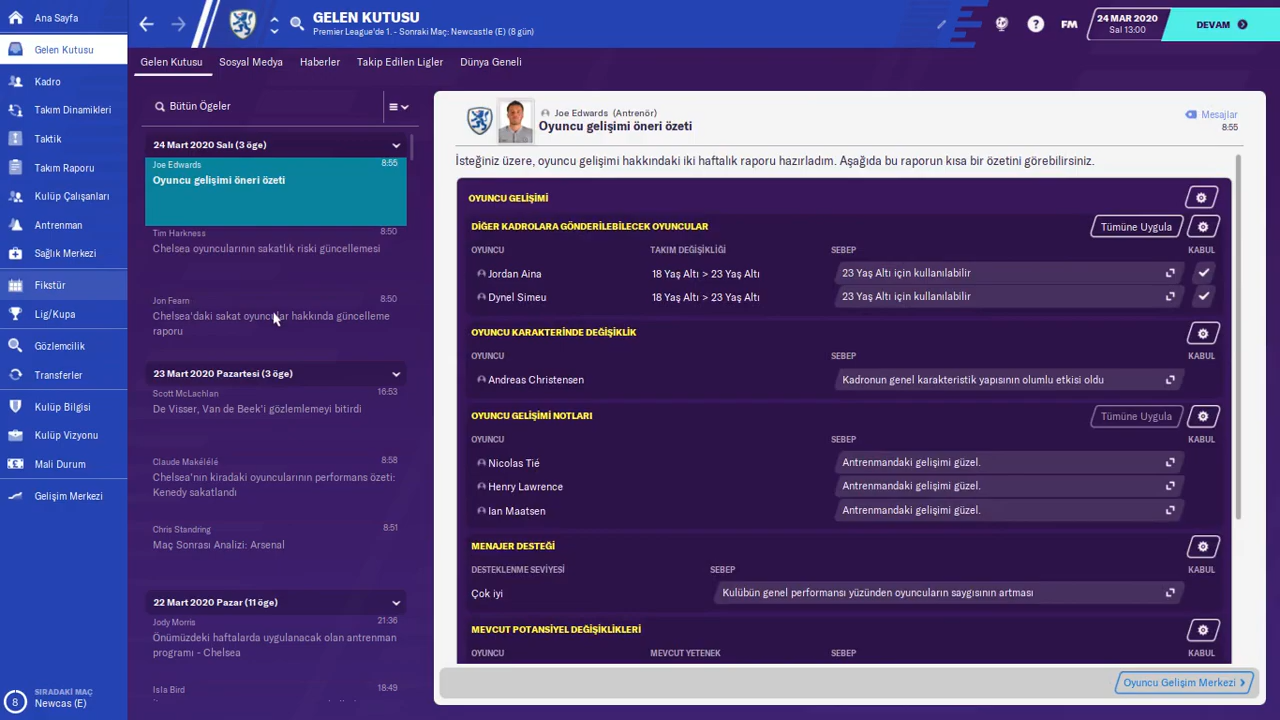 Ana Sayfa
Gelen Kutusu
Kadro
Takım Dinamikleri
Taktik
Takım Raporu
Kulüp Çalışanları
Antrenman
Sağlık Merkezi
Fikstür
Lig/Kupa
Gözlemcilik
Transferler
Kulüp Bilgisi
Kulüp Vizyonu
Mali Durum
Gelişim Merkezi
8
SIRADAKİ MAÇ
Newcas (E)
GELEN KUTUSU
Premier League'de 1. - Sonraki Maç: Newcastle (E) (8 gün)
?
FM
24 MAR 2020
Sal 13:00
DEVAM
Gelen Kutusu Sosyal Medya Haberler Takip Edilen Ligler Dünya Geneli
Bütün Ögeler
24 Mart 2020 Salı (3 öge)
Joe Edwards 8:55
Oyuncu gelişimi öneri özeti
Tim Harkness 8:50
Chelsea oyuncularının sakatlık riski güncellemesi
Jon Fearn 8:50
Chelsea'daki sakat oyuncular hakkında güncelleme
raporu
23 Mart 2020 Pazartesi (3 öge)
Scott McLachlan 16:53
De Visser, Van de Beek'i gözlemlemeyi bitirdi
Claude Makélélé 8:58
Chelsea'nın kiradaki oyuncularının performans özeti:
Kenedy sakatlandı
Chris Standring 8:51
Maç Sonrası Analizi: Arsenal
22 Mart 2020 Pazar (11 öge)
Jody Morris 21:36
Önümüzdeki haftalarda uygulanacak olan antrenman
programı - Chelsea
Isla Bird 18:49
Joe Edwards (Antrenör)
Oyuncu gelişimi öneri özeti
Mesajlar
8:55
İsteğiniz üzere, oyuncu gelişimi hakkındaki iki haftalık raporu hazırladım. Aşağıda bu raporun kısa bir özetini görebilirsiniz.
OYUNCU GELİŞİMİ
DİĞER KADROLARA GÖNDERİLEBİLECEK OYUNCULAR Tümüne Uygula
OYUNCU TAKIM DEĞİŞİKLİĞİ SEBEP KABUL
Jordan Aina 18 Yaş Altı > 23 Yaş Altı 23 Yaş Altı için kullanılabilir
Dynel Simeu 18 Yaş Altı > 23 Yaş Altı 23 Yaş Altı için kullanılabilir
OYUNCU KARAKTERİNDE DEĞİŞİKLİK
OYUNCU SEBEP KABUL
Andreas Christensen Kadronun genel karakteristik yapısının olumlu etkisi oldu
OYUNCU GELİŞİMİ NOTLARI Tümüne Uygula
OYUNCU SEBEP KABUL
Nicolas Tié Antrenmandaki gelişimi güzel.
Henry Lawrence Antrenmandaki gelişimi güzel.
Ian Maatsen Antrenmandaki gelişimi güzel.
MENAJER DESTEĞİ
DESTEKLENME SEVİYESİ SEBEP KABUL
Çok iyi Kulübün genel performansı yüzünden oyuncuların saygısının artması
MEVCUT POTANSİYEL DEĞİŞİKLİKLERİ
OYUNCU MEVCUT YETENEK SEBEP KABUL
Oyuncu Gelişim Merkezi